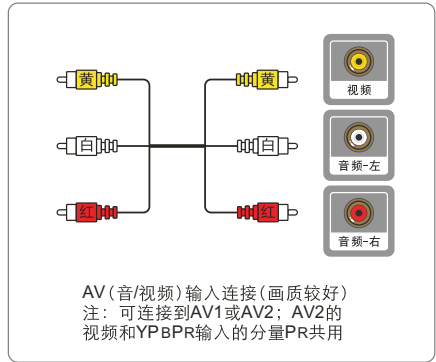 黄 黄
视频
白 白
音频-左
红 红
音频-右
AV(音/视频)输入连接(画质较好)
注：可连接到AV1或AV2；AV2的
视频和YPBPR输入的分量PR共用